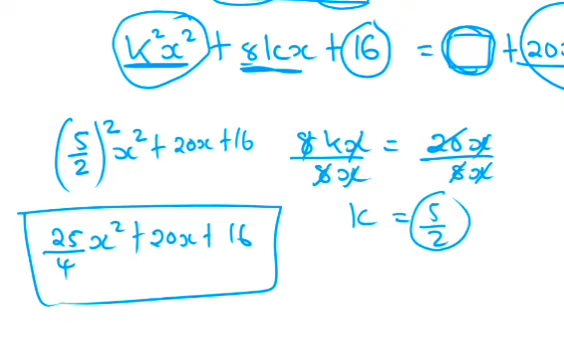 k²x² + 8kx + 16 = □ + 20x
(5/2)²x² + 20x + 16
8kx/8x = 20x/8x
k = 5/2
25/4 x² + 20x + 16